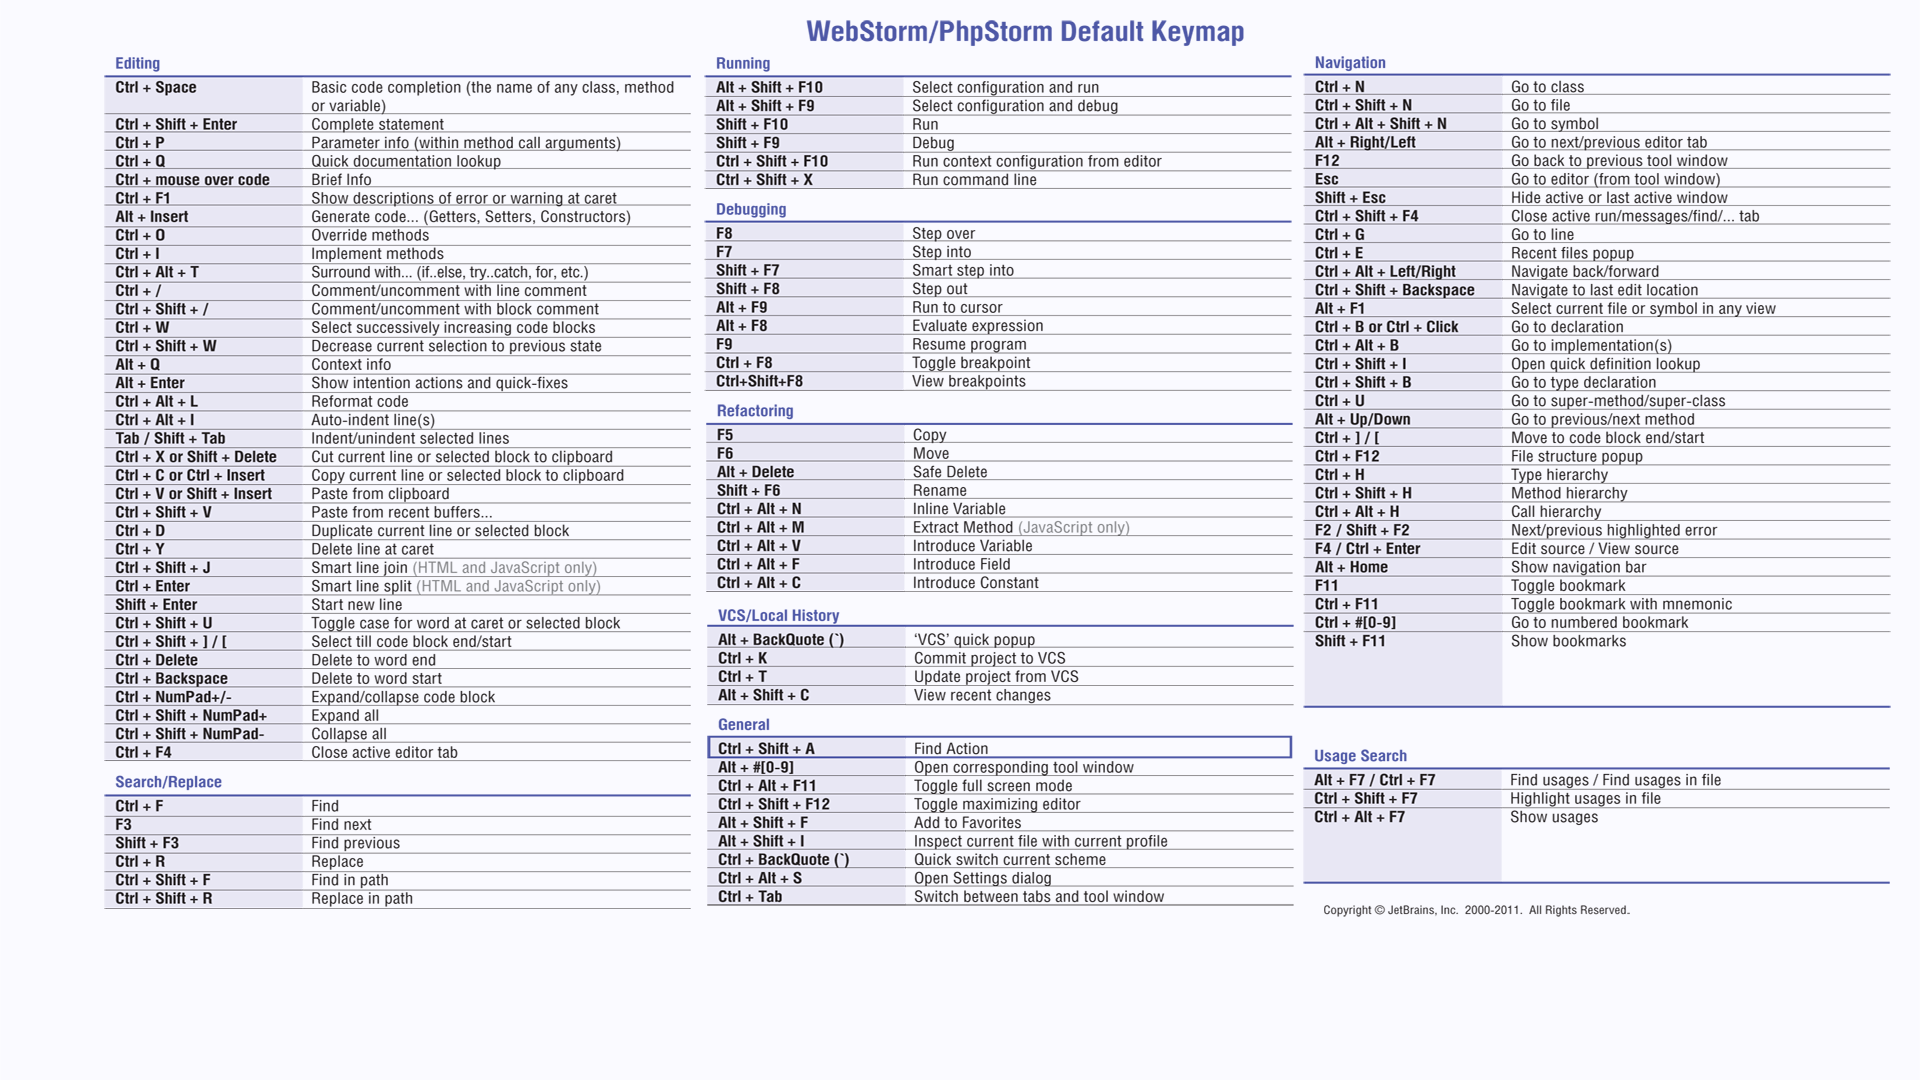 WebStorm/PhpStorm Default Keymap
Editing
Ctrl + Space Basic code completion (the name of any class, method
or variable)
Ctrl + Shift + Enter Complete statement
Ctrl + P Parameter info (within method call arguments)
Ctrl + Q Quick documentation lookup
Ctrl + mouse over code Brief Info
Ctrl + F1 Show descriptions of error or warning at caret
Alt + Insert Generate code... (Getters, Setters, Constructors)
Ctrl + O Override methods
Ctrl + I Implement methods
Ctrl + Alt + T Surround with... (if..else, try..catch, for, etc.)
Ctrl + / Comment/uncomment with line comment
Ctrl + Shift + / Comment/uncomment with block comment
Ctrl + W Select successively increasing code blocks
Ctrl + Shift + W Decrease current selection to previous state
Alt + Q Context info
Alt + Enter Show intention actions and quick-fixes
Ctrl + Alt + L Reformat code
Ctrl + Alt + I Auto-indent line(s)
Tab / Shift + Tab Indent/unindent selected lines
Ctrl + X or Shift + Delete Cut current line or selected block to clipboard
Ctrl + C or Ctrl + Insert Copy current line or selected block to clipboard
Ctrl + V or Shift + Insert Paste from clipboard
Ctrl + Shift + V Paste from recent buffers...
Ctrl + D Duplicate current line or selected block
Ctrl + Y Delete line at caret
Ctrl + Shift + J Smart line join (HTML and JavaScript only)
Ctrl + Enter Smart line split (HTML and JavaScript only)
Shift + Enter Start new line
Ctrl + Shift + U Toggle case for word at caret or selected block
Ctrl + Shift + ] / [ Select till code block end/start
Ctrl + Delete Delete to word end
Ctrl + Backspace Delete to word start
Ctrl + NumPad+/- Expand/collapse code block
Ctrl + Shift + NumPad+ Expand all
Ctrl + Shift + NumPad- Collapse all
Ctrl + F4 Close active editor tab
Search/Replace
Ctrl + F Find
F3 Find next
Shift + F3 Find previous
Ctrl + R Replace
Ctrl + Shift + F Find in path
Ctrl + Shift + R Replace in path
Running
Alt + Shift + F10 Select configuration and run
Alt + Shift + F9 Select configuration and debug
Shift + F10 Run
Shift + F9 Debug
Ctrl + Shift + F10 Run context configuration from editor
Ctrl + Shift + X Run command line
Debugging
F8 Step over
F7 Step into
Shift + F7 Smart step into
Shift + F8 Step out
Alt + F9 Run to cursor
Alt + F8 Evaluate expression
F9 Resume program
Ctrl + F8 Toggle breakpoint
Ctrl+Shift+F8 View breakpoints
Refactoring
F5 Copy
F6 Move
Alt + Delete Safe Delete
Shift + F6 Rename
Ctrl + Alt + N Inline Variable
Ctrl + Alt + M Extract Method (JavaScript only)
Ctrl + Alt + V Introduce Variable
Ctrl + Alt + F Introduce Field
Ctrl + Alt + C Introduce Constant
VCS/Local History
Alt + BackQuote (`) ‘VCS’ quick popup
Ctrl + K Commit project to VCS
Ctrl + T Update project from VCS
Alt + Shift + C View recent changes
General
Ctrl + Shift + A Find Action
Alt + #[0-9] Open corresponding tool window
Ctrl + Alt + F11 Toggle full screen mode
Ctrl + Shift + F12 Toggle maximizing editor
Alt + Shift + F Add to Favorites
Alt + Shift + I Inspect current file with current profile
Ctrl + BackQuote (`) Quick switch current scheme
Ctrl + Alt + S Open Settings dialog
Ctrl + Tab Switch between tabs and tool window
Navigation
Ctrl + N Go to class
Ctrl + Shift + N Go to file
Ctrl + Alt + Shift + N Go to symbol
Alt + Right/Left Go to next/previous editor tab
F12 Go back to previous tool window
Esc Go to editor (from tool window)
Shift + Esc Hide active or last active window
Ctrl + Shift + F4 Close active run/messages/find/... tab
Ctrl + G Go to line
Ctrl + E Recent files popup
Ctrl + Alt + Left/Right Navigate back/forward
Ctrl + Shift + Backspace Navigate to last edit location
Alt + F1 Select current file or symbol in any view
Ctrl + B or Ctrl + Click Go to declaration
Ctrl + Alt + B Go to implementation(s)
Ctrl + Shift + I Open quick definition lookup
Ctrl + Shift + B Go to type declaration
Ctrl + U Go to super-method/super-class
Alt + Up/Down Go to previous/next method
Ctrl + ] / [ Move to code block end/start
Ctrl + F12 File structure popup
Ctrl + H Type hierarchy
Ctrl + Shift + H Method hierarchy
Ctrl + Alt + H Call hierarchy
F2 / Shift + F2 Next/previous highlighted error
F4 / Ctrl + Enter Edit source / View source
Alt + Home Show navigation bar
F11 Toggle bookmark
Ctrl + F11 Toggle bookmark with mnemonic
Ctrl + #[0-9] Go to numbered bookmark
Shift + F11 Show bookmarks
Usage Search
Alt + F7 / Ctrl + F7 Find usages / Find usages in file
Ctrl + Shift + F7 Highlight usages in file
Ctrl + Alt + F7 Show usages
Copyright © JetBrains, Inc. 2000-2011. All Rights Reserved.